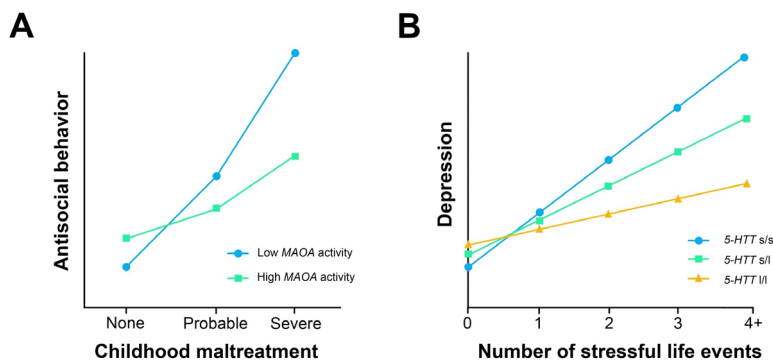 A
Antisocial behavior
Low MAOA activity
High MAOA activity
None Probable Severe
Childhood maltreatment
B
Depression
5-HTT s/s
5-HTT s/l
5-HTT l/l
0 1 2 3 4+
Number of stressful life events